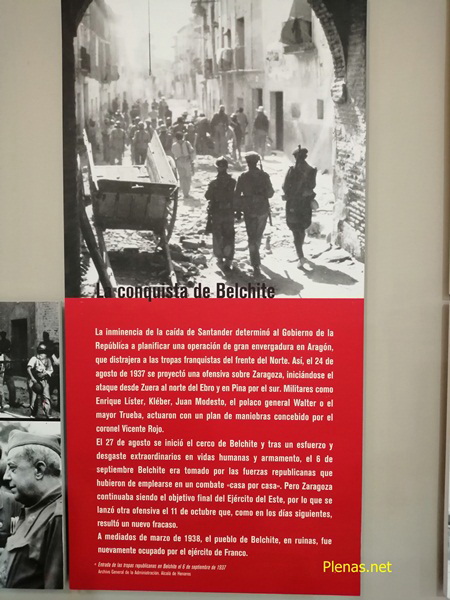 La conquista de Belchite
La inminencia de la caída de Santander determinó al Gobierno de la
República a planificar una operación de gran envergadura en Aragón,
que distrajera a las tropas franquistas del frente del Norte. Así, el 24 de
agosto de 1937 se proyectó una ofensiva sobre Zaragoza, iniciándose el
ataque desde Zuera al norte del Ebro y en Pina por el sur. Militares como
Enrique Líster, Kléber, Juan Modesto, el polaco general Walter o el
mayor Trueba, actuaron con un plan de maniobras concebido por el
coronel Vicente Rojo.
El 27 de agosto se inició el cerco de Belchite y tras un esfuerzo y
desgaste extraordinarios en vidas humanas y armamento, el 6 de
septiembre Belchite era tomado por las fuerzas republicanas que
hubieron de emplearse en un combate «casa por casa». Pero Zaragoza
continuaba siendo el objetivo final del Ejército del Este, por lo que se
lanzó otra ofensiva el 11 de octubre que, como en los días siguientes,
resultó un nuevo fracaso.
A mediados de marzo de 1938, el pueblo de Belchite, en ruinas, fue
nuevamente ocupado por el ejército de Franco.
Entrada de las tropas republicanas en Belchite el 6 de septiembre de 1937
Archivo General de la Administración. Alcalá de Henares
Plenas.net